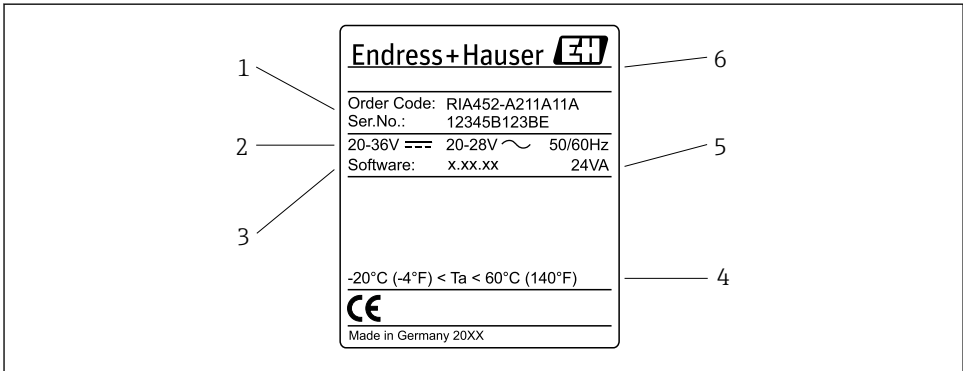 Endress+Hauser EH
1
6
Order Code: RIA452-A211A11A
Ser.No.: 12345B123BE
2
20-36V 20-28V 50/60Hz
5
Software: x.xx.xx 24VA
3
-20°C (-4°F) < Ta < 60°C (140°F)
4
CE
Made in Germany 20XX